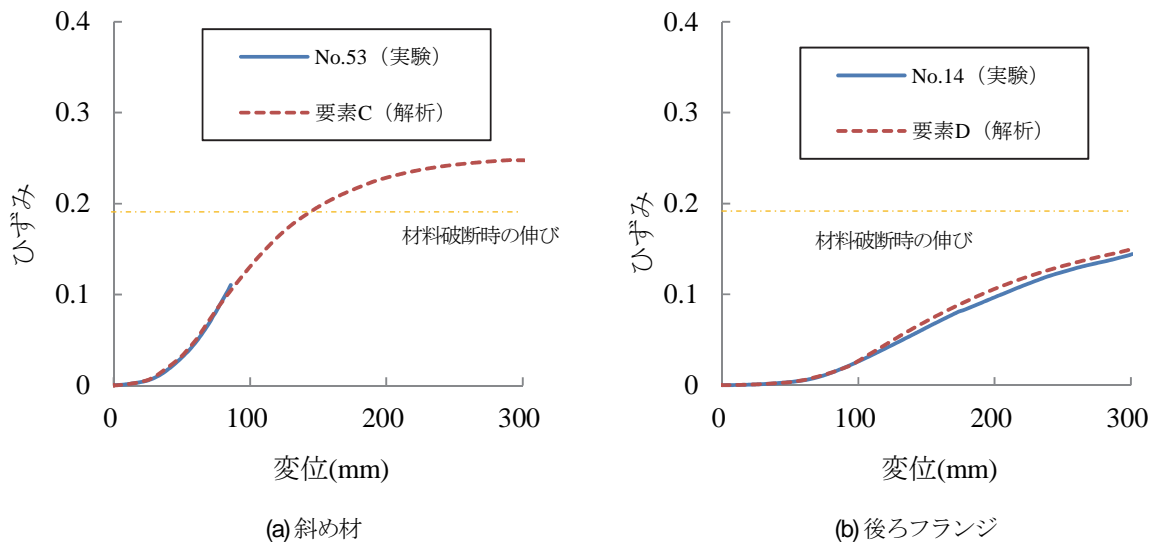 0.4
0.3
0.2
0.1
0
ひずみ
No.53（実験）
要素C（解析）
材料破断時の伸び
0
100
200
300
変位(mm)
(a) 斜め材
0.4
0.3
0.2
0.1
0
ひずみ
No.14（実験）
要素D（解析）
材料破断時の伸び
0
100
200
300
変位(mm)
(b) 後ろフランジ